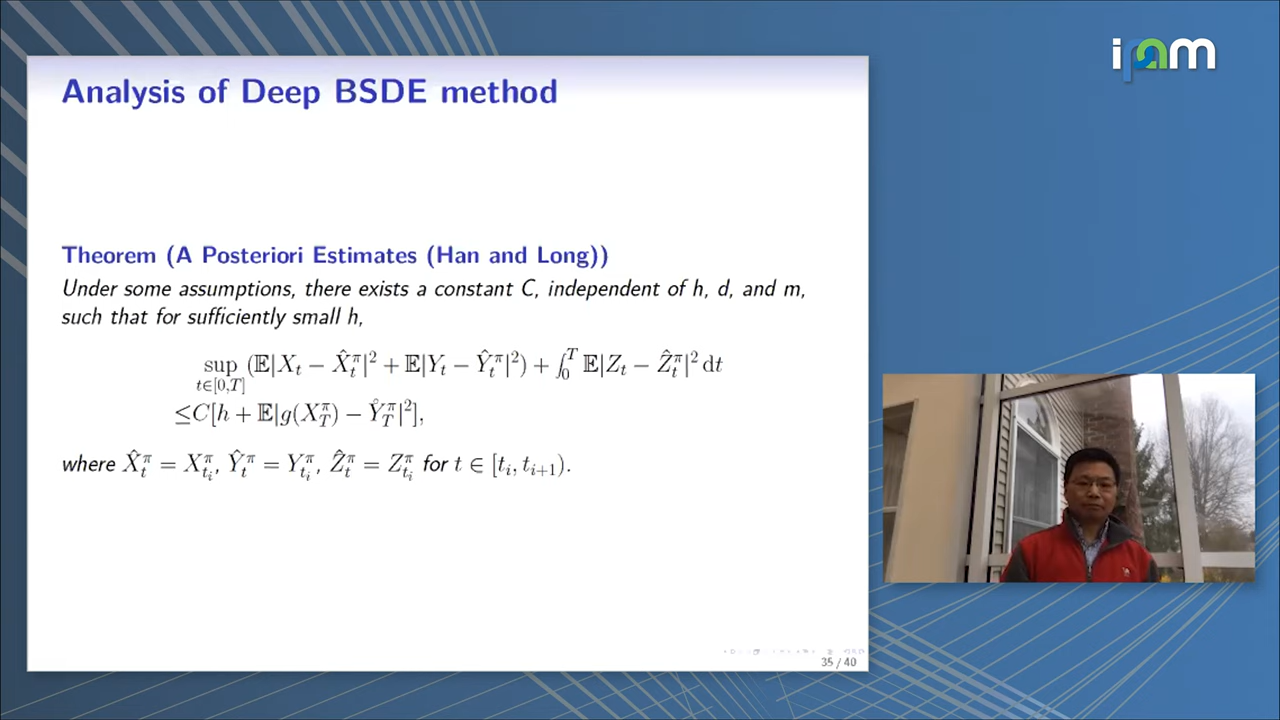 ipam
Analysis of Deep BSDE method
Theorem (A Posteriori Estimates (Han and Long))
Under some assumptions, there exists a constant C, independent of h, d, and m,
such that for sufficiently small h,
sup_{t∈[0,T]} (𝔼|X_t − X̂_t^π|² + 𝔼|Y_t − Ŷ_t^π|²) + ∫_0^T 𝔼|Z_t − Ẑ_t^π|² dt
≤C[h + 𝔼|g(X_T^π) − Y̊_T^π|²],
where X̂_t^π = X_{t_i}^π, Ŷ_t^π = Y_{t_i}^π, Ẑ_t^π = Z_{t_i}^π for t ∈ [t_i, t_{i+1}).
35 / 40